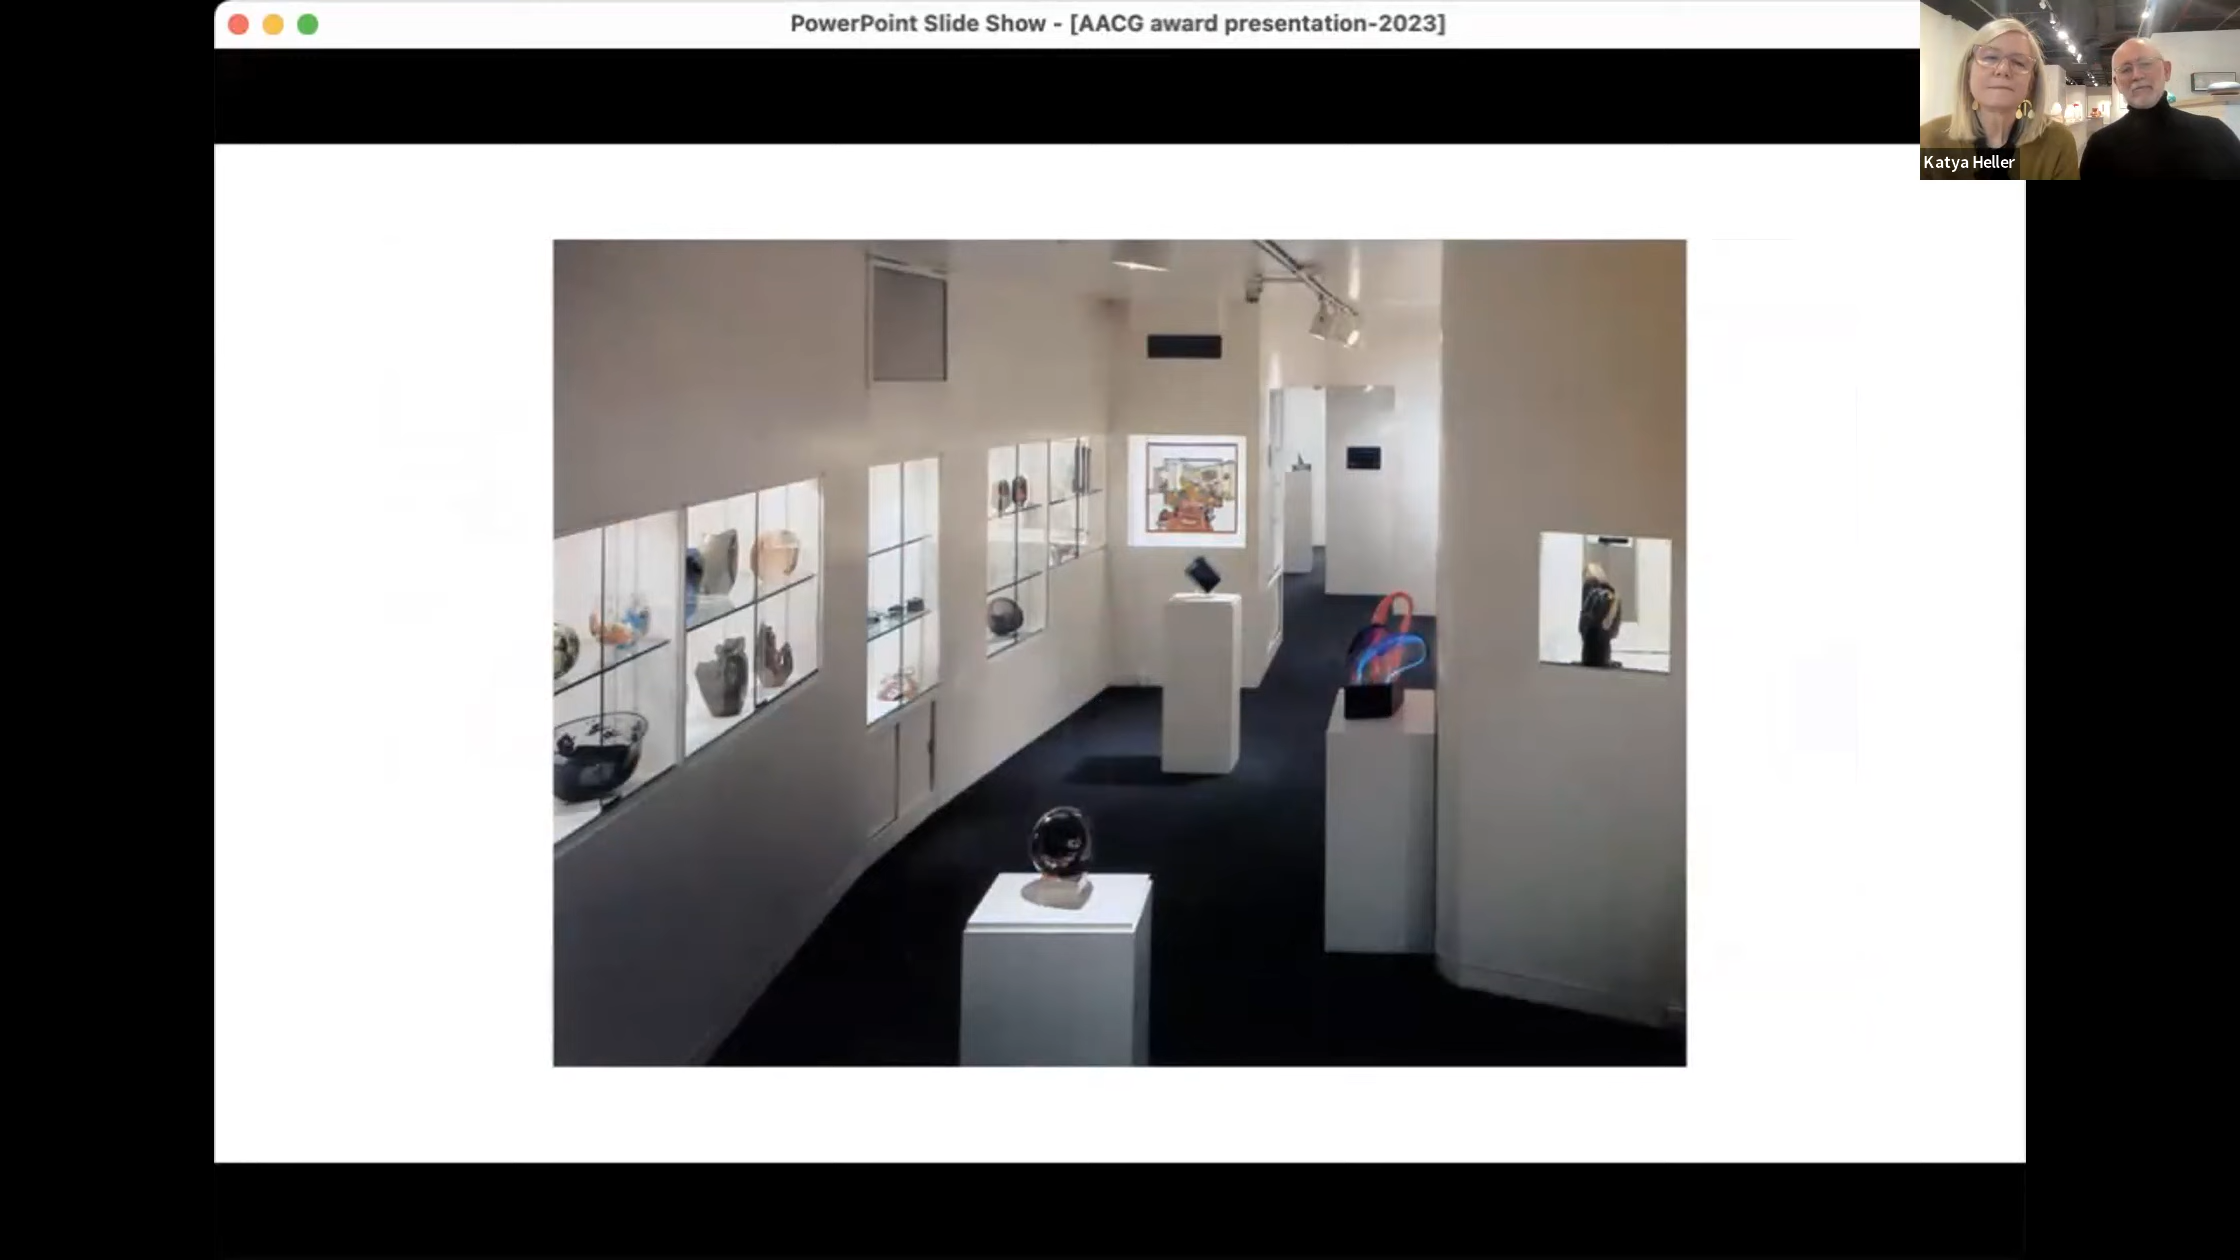 PowerPoint Slide Show - [AACG award presentation-2023]
Katya Heller